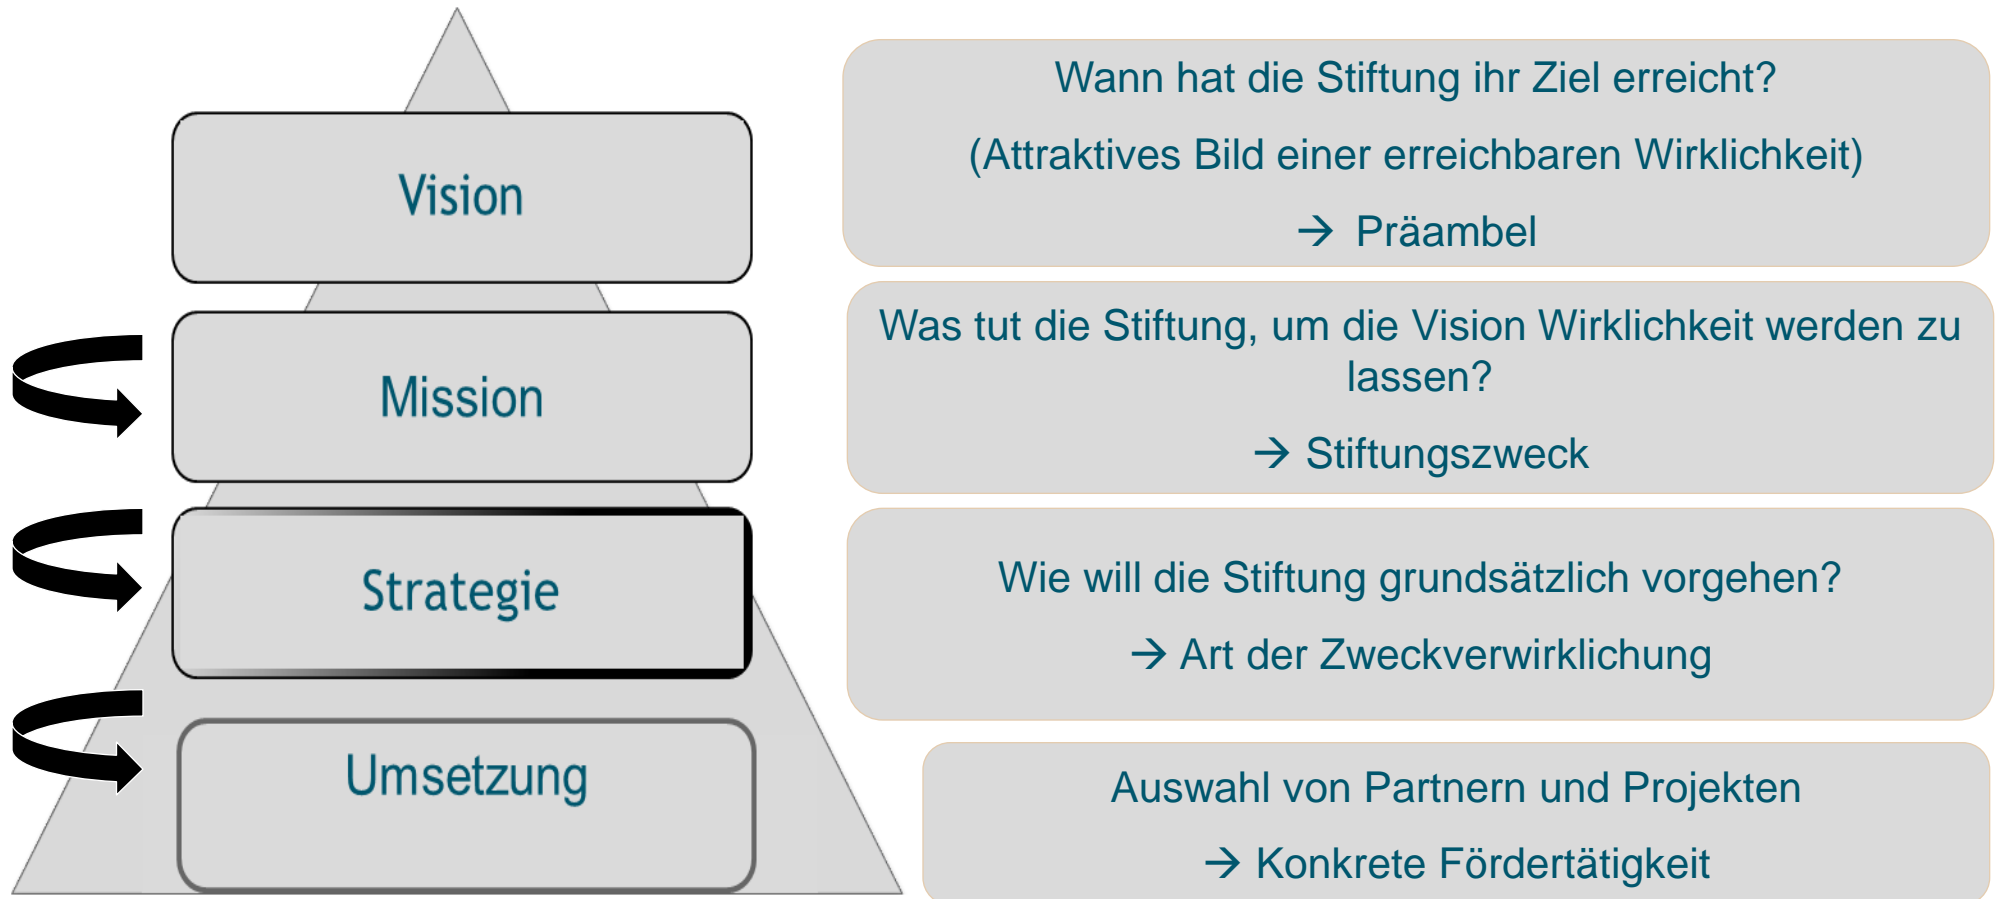 Vision
Wann hat die Stiftung ihr Ziel erreicht?
(Attraktives Bild einer erreichbaren Wirklichkeit)
→ Präambel
Mission
Was tut die Stiftung, um die Vision Wirklichkeit werden zu
lassen?
→ Stiftungszweck
Strategie
Wie will die Stiftung grundsätzlich vorgehen?
→ Art der Zweckverwirklichung
Umsetzung
Auswahl von Partnern und Projekten
→ Konkrete Fördertätigkeit